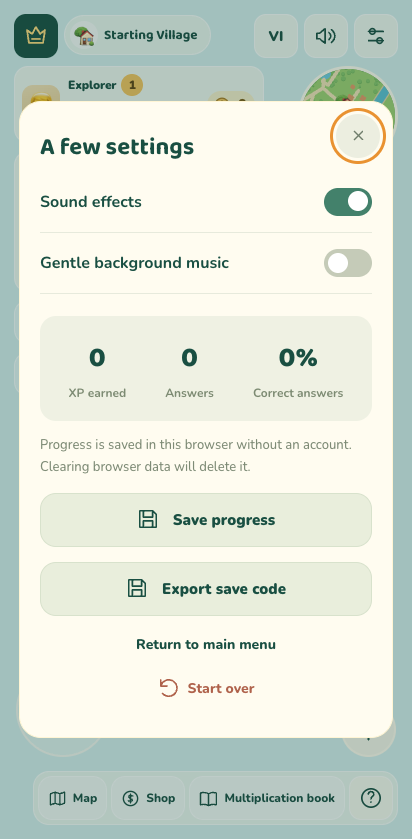 Starting Village
VI
Explorer 1
A few settings
Sound effects
Gentle background music
0 0 0%
XP earned Answers Correct answers
Progress is saved in this browser without an account.
Clearing browser data will delete it.
Save progress
Export save code
Return to main menu
Start over
Map Shop Multiplication book